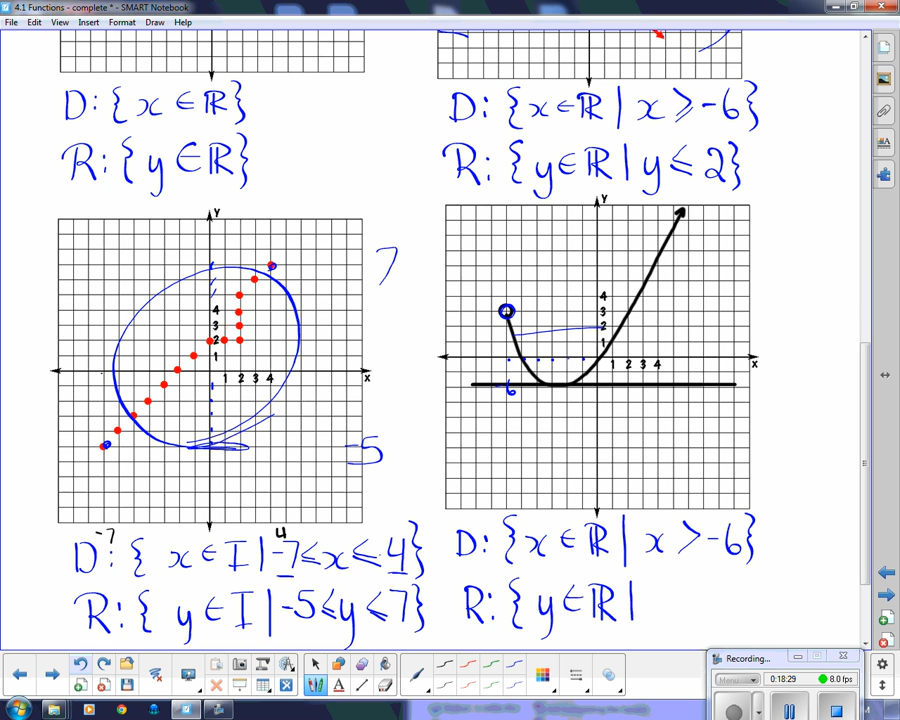 4.1 Functions - complete * - SMART Notebook
File Edit View Insert Format Draw Window Help
D: { x ∈ ℝ}
R: { y ∈ ℝ}
D: { x ∈ ℝ | x ≥ -6}
R: { y ∈ ℝ | y ≤ 2}
Y
7
4
3
2
1
1 2 3 4
X
-5
Y
4
3
2
1
1 2 3 4
X
-6
-7 4
D: { x ∈ I | -7 ≤ x ≤ 4}
R: { y ∈ I | -5 ≤ y ≤ 7}
D: { x ∈ ℝ | x > -6}
R: { y ∈ ℝ |
Recording...
Menu
0:18:29
8.0 fps